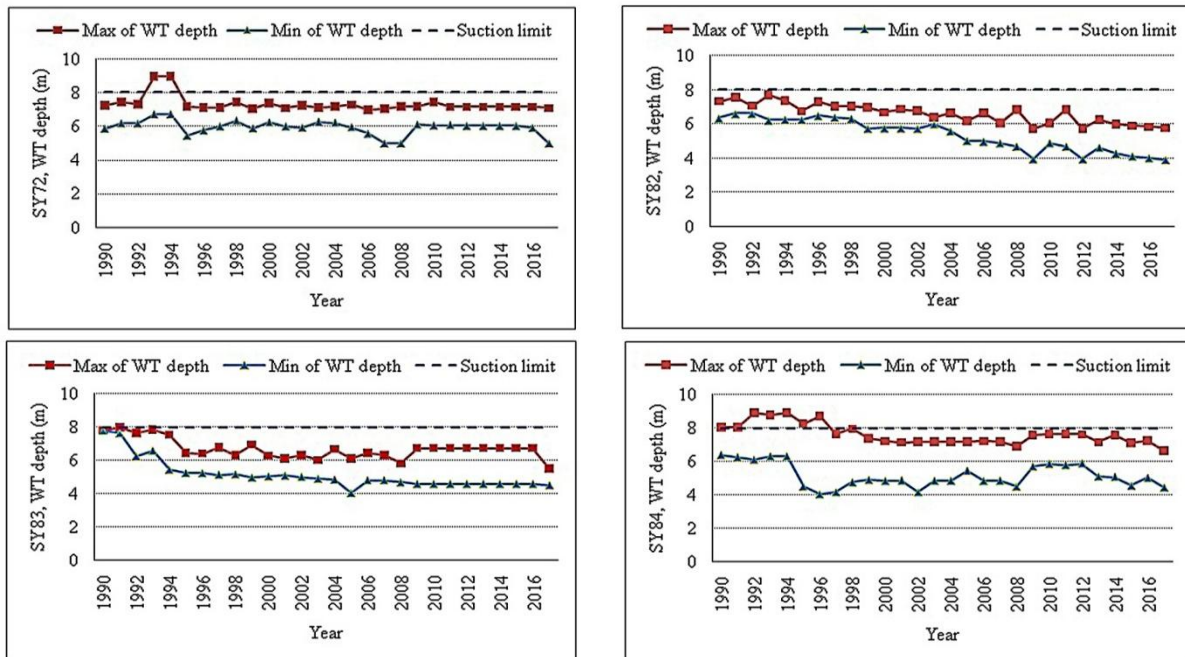 Max of WT depth Min of WT depth Suction limit
10
8
6
4
2
0
SY72, WT depth (m)
1990 1992 1994 1996 1998 2000 2002 2004 2006 2008 2010 2012 2014 2016
Year
Max of WT depth Min of WT depth Suction limit
10
8
6
4
2
0
SY82, WT depth (m)
1990 1992 1994 1996 1998 2000 2002 2004 2006 2008 2010 2012 2014 2016
Year
Max of WT depth Min of WT depth Suction limit
10
8
6
4
2
0
SY83, WT depth (m)
1990 1992 1994 1996 1998 2000 2002 2004 2006 2008 2010 2012 2014 2016
Year
Max of WT depth Min of WT depth Suction limit
10
8
6
4
2
0
SY84, WT depth (m)
1990 1992 1994 1996 1998 2000 2002 2004 2006 2008 2010 2012 2014 2016
Year